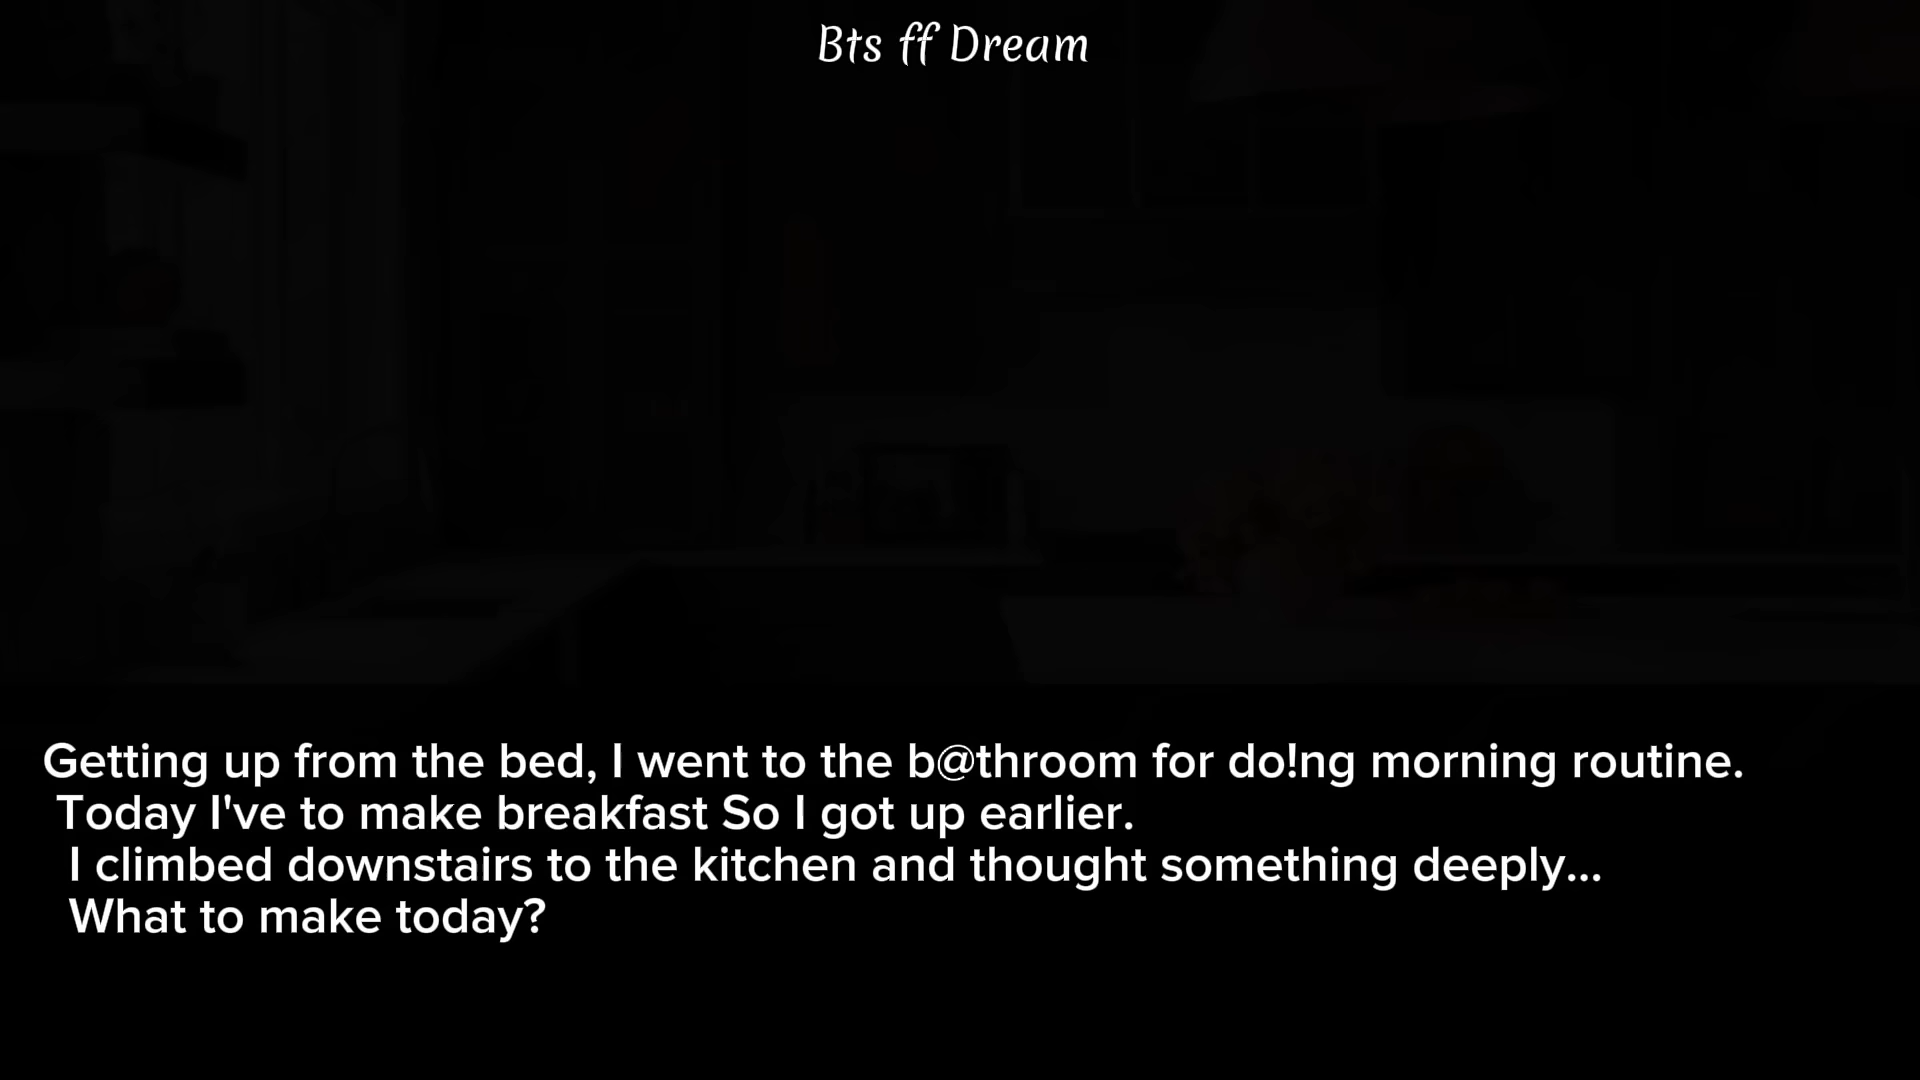 Bts ff Dream
Getting up from the bed, I went to the b@throom for do!ng morning routine.
Today I've to make breakfast So I got up earlier.
I climbed downstairs to the kitchen and thought something deeply...
What to make today?